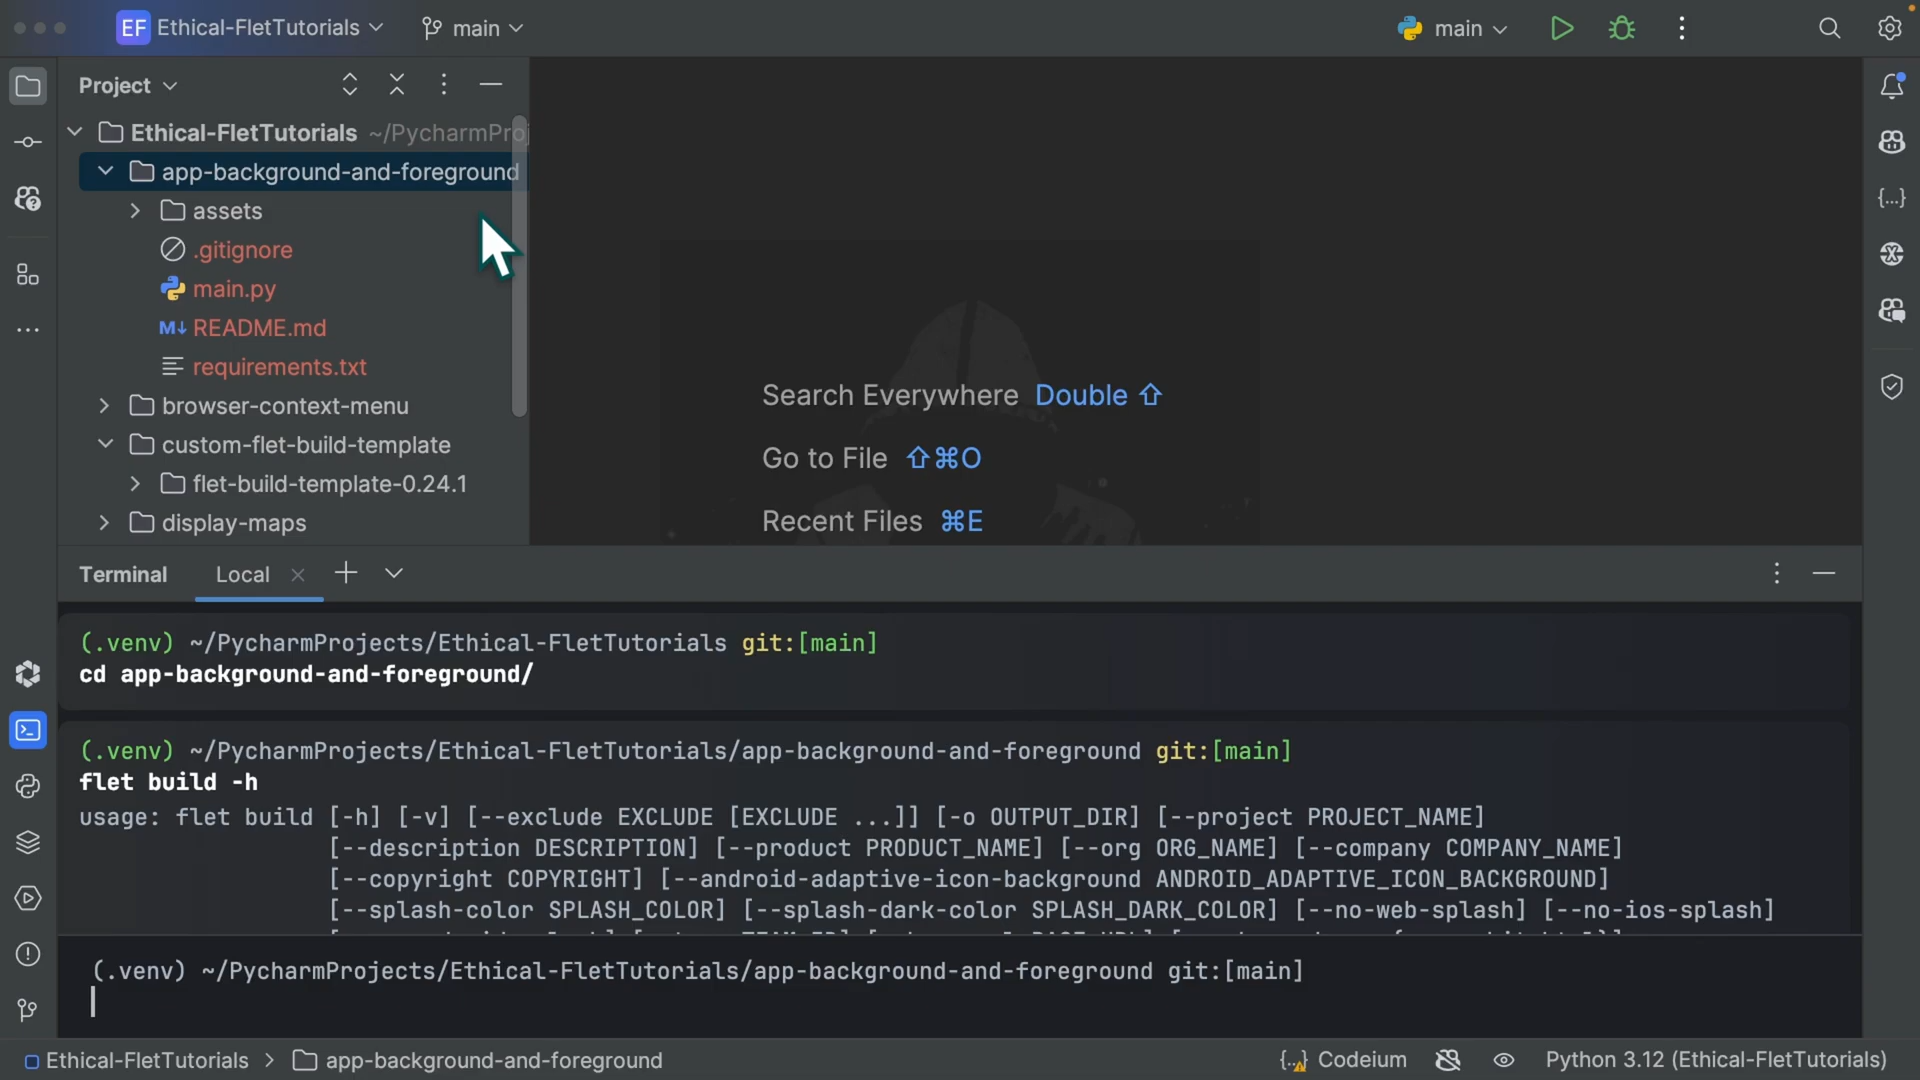 EF Ethical-FletTutorials main main
Project
Ethical-FletTutorials ~/PycharmProj
app-background-and-foreground
assets
.gitignore
main.py
M↓ README.md
requirements.txt
browser-context-menu
custom-flet-build-template
flet-build-template-0.24.1
display-maps
Search Everywhere Double ⇧
Go to File ⇧⌘O
Recent Files ⌘E
Terminal Local
(.venv) ~/PycharmProjects/Ethical-FletTutorials git:[main]
cd app-background-and-foreground/
(.venv) ~/PycharmProjects/Ethical-FletTutorials/app-background-and-foreground git:[main]
flet build -h
usage: flet build [-h] [-v] [--exclude EXCLUDE [EXCLUDE ...]] [-o OUTPUT_DIR] [--project PROJECT_NAME]
[--description DESCRIPTION] [--product PRODUCT_NAME] [--org ORG_NAME] [--company COMPANY_NAME]
[--copyright COPYRIGHT] [--android-adaptive-icon-background ANDROID_ADAPTIVE_ICON_BACKGROUND]
[--splash-color SPLASH_COLOR] [--splash-dark-color SPLASH_DARK_COLOR] [--no-web-splash] [--no-ios-splash]
(.venv) ~/PycharmProjects/Ethical-FletTutorials/app-background-and-foreground git:[main]
Ethical-FletTutorials > app-background-and-foreground
{..} Codeium Python 3.12 (Ethical-FletTutorials)